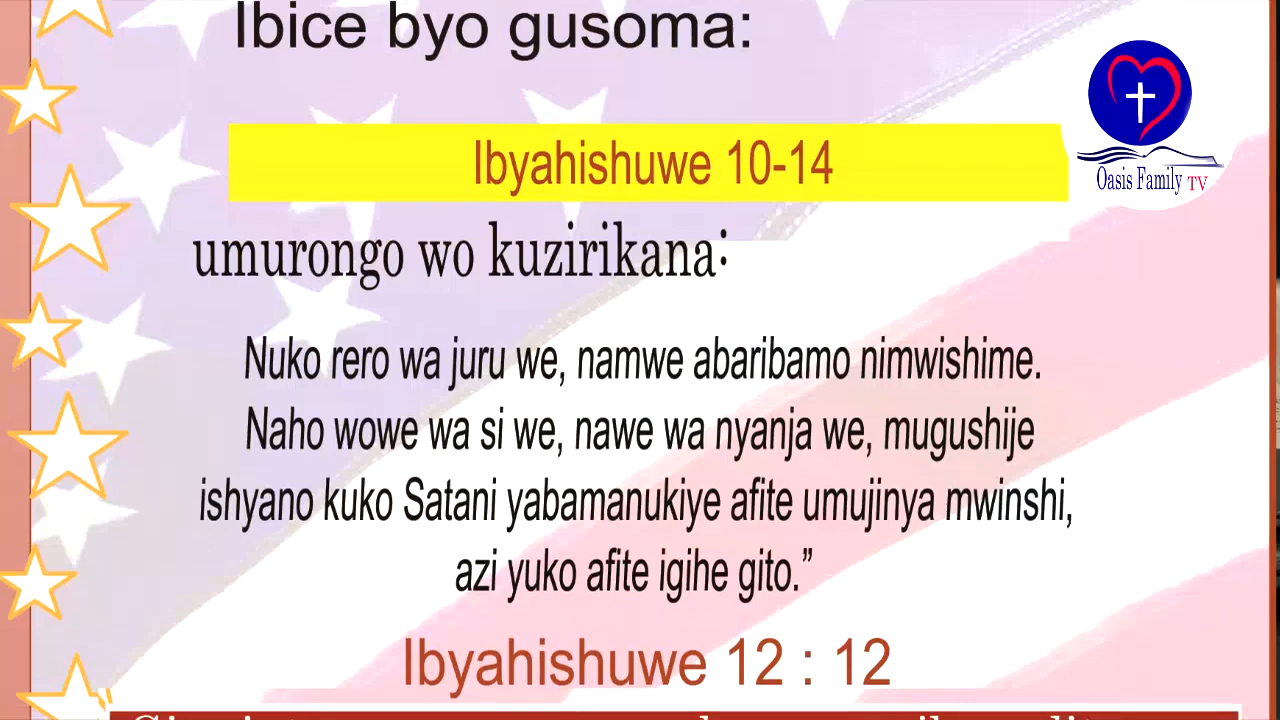 Ibice byo gusoma:
Oasis Family TV
Ibyahishuwe 10-14
umurongo wo kuzirikana:
Nuko rero wa juru we, namwe abaribamo nimwishime.
Naho wowe wa si we, nawe wa nyanja we, mugushije
ishyano kuko Satani yabamanukiye afite umujinya mwinshi,
azi yuko afite igihe gito.”
Ibyahishuwe 12 : 12